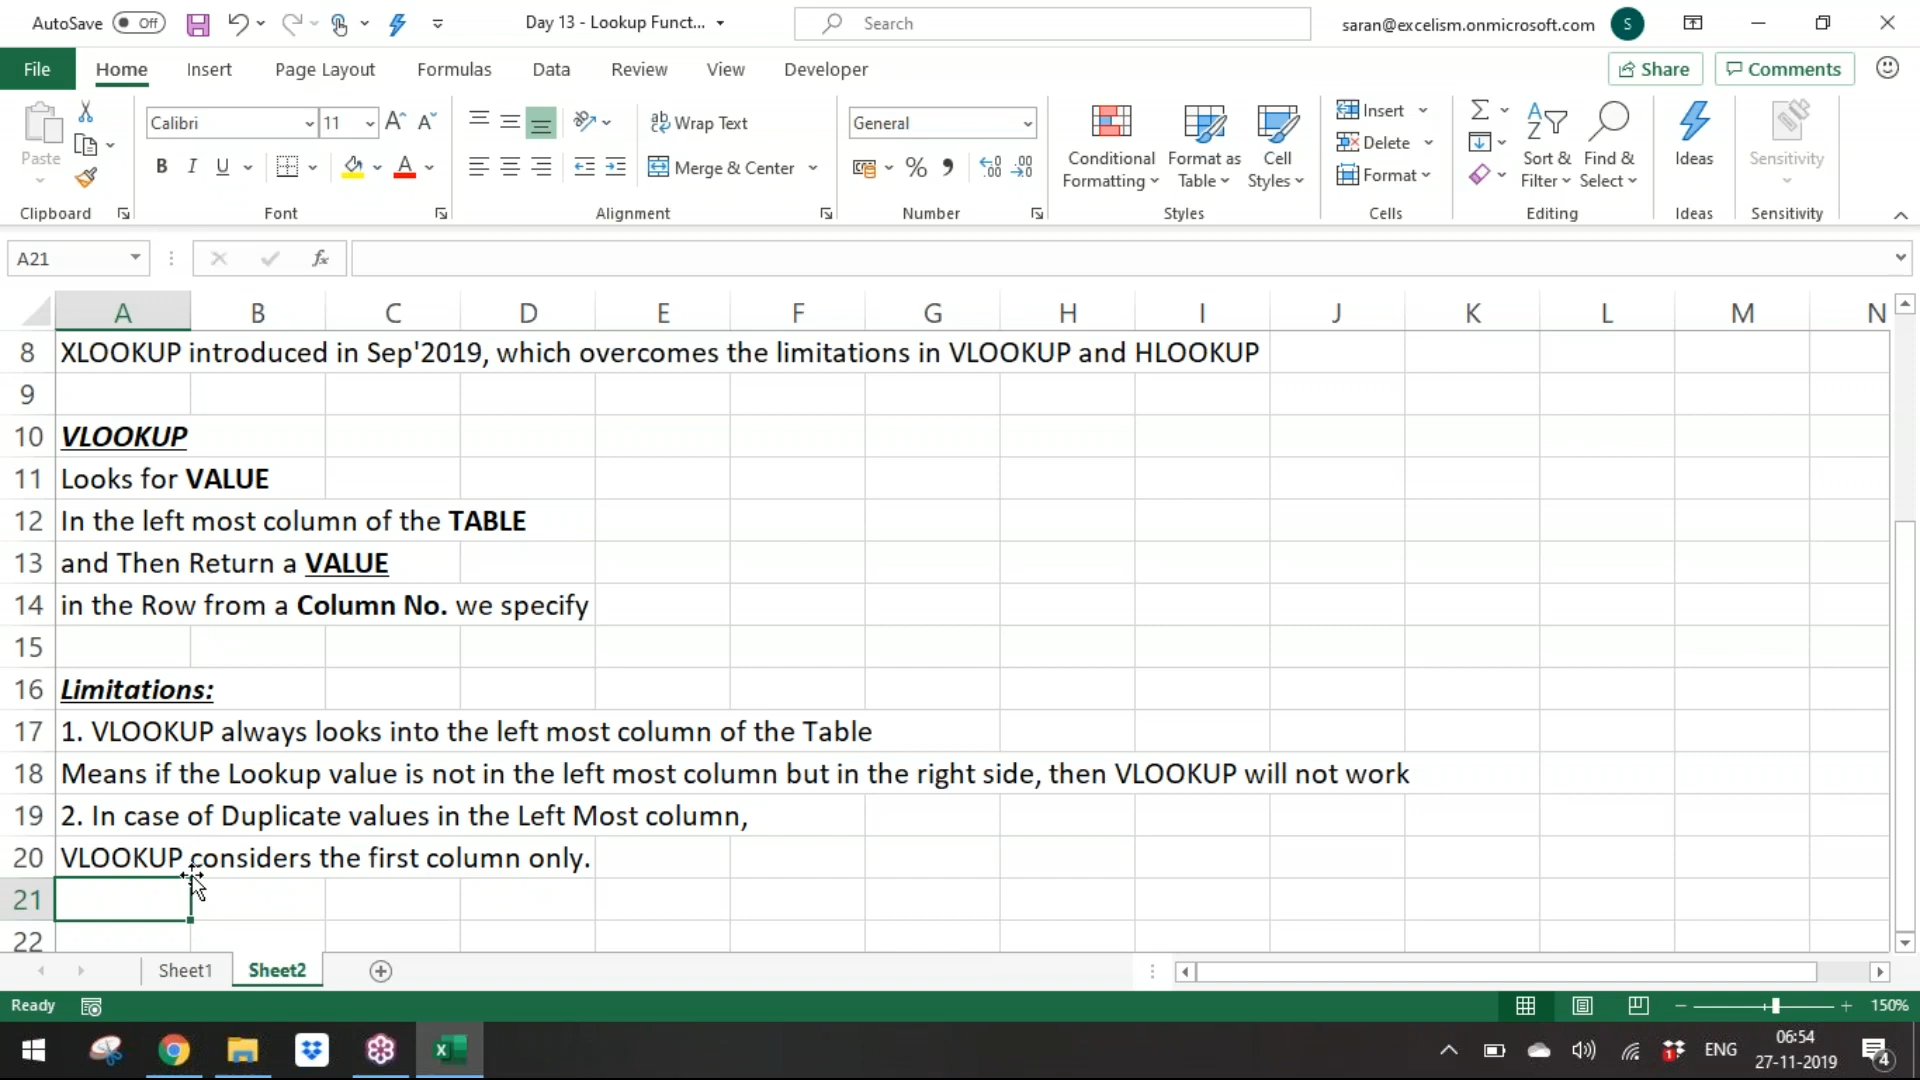 AutoSave Off Day 13 - Lookup Funct... Search saran@excelism.onmicrosoft.com S
File Home Insert Page Layout Formulas Data Review View Developer Share Comments
Paste
Calibri 11
B I U
Wrap Text
Merge & Center
General
Conditional Formatting
Format as Table
Cell Styles
Insert
Delete
Format
Sort & Filter
Find & Select
Ideas
Sensitivity
Clipboard Font Alignment Number Styles Cells Editing Ideas Sensitivity
A21 fx
A B C D E F G H I J K L M N
8 XLOOKUP introduced in Sep'2019, which overcomes the limitations in VLOOKUP and HLOOKUP
9
10 VLOOKUP
11 Looks for VALUE
12 In the left most column of the TABLE
13 and Then Return a VALUE
14 in the Row from a Column No. we specify
15
16 Limitations:
17 1. VLOOKUP always looks into the left most column of the Table
18 Means if the Lookup value is not in the left most column but in the right side, then VLOOKUP will not work
19 2. In case of Duplicate values in the Left Most column,
20 VLOOKUP considers the first column only.
21
22
Sheet1 Sheet2
Ready 150%
ENG 06:54
27-11-2019 4